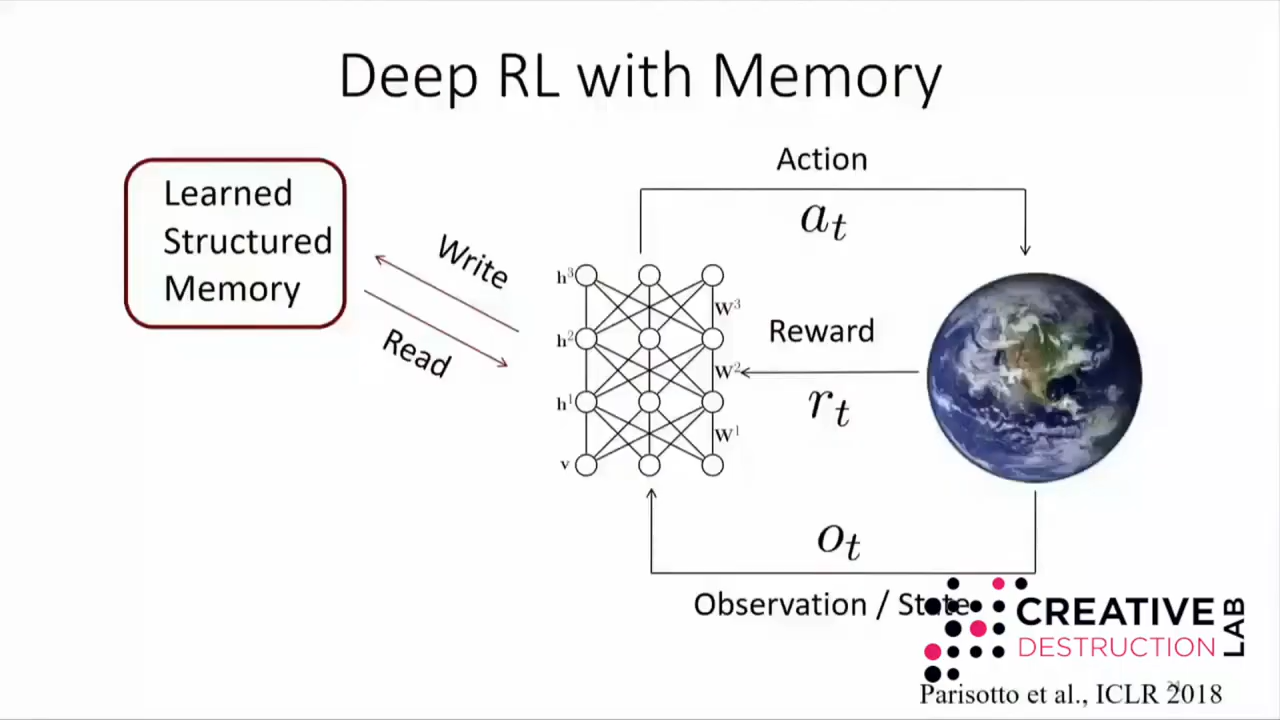 Deep RL with Memory
Learned
Structured
Memory
Write
Read
Action
a_t
h³
W³
h²
W²
h¹
W¹
v
Reward
r_t
o_t
Observation / State
CREATIVE
DESTRUCTION
LAB
Parisotto et al., ICLR 2018